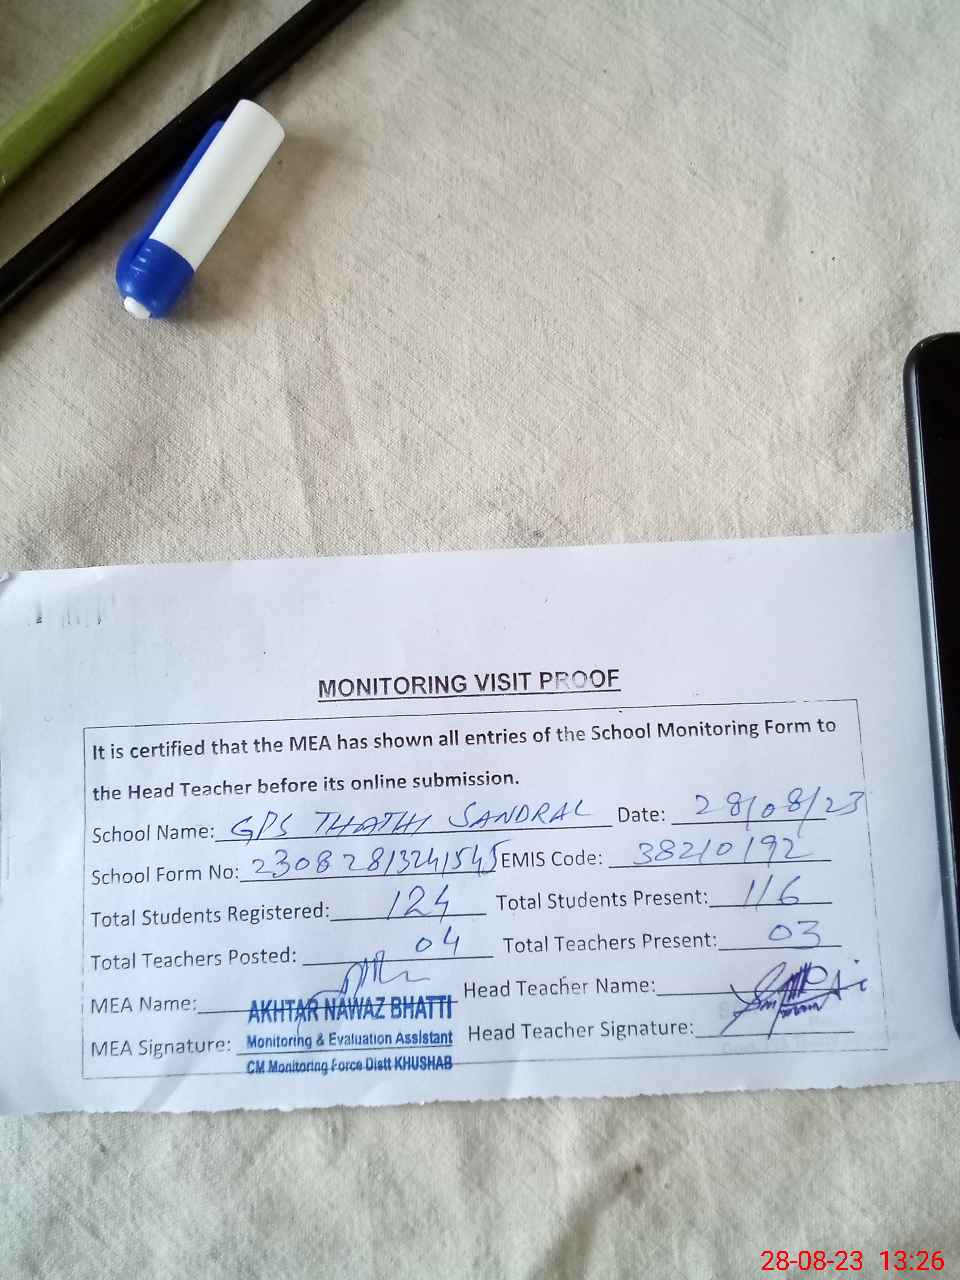 MONITORING VISIT PROOF
It is certified that the MEA has shown all entries of the School Monitoring Form to
the Head Teacher before its online submission.
School Name: GPS THATHI SANDRAL Date: 28/08/23
School Form No: 230828132141545 EMIS Code: 38210192
Total Students Registered: 124 Total Students Present: 116
Total Teachers Posted: 04 Total Teachers Present: 03
MEA Name: AKHTAR NAWAZ BHATTI Head Teacher Name:
MEA Signature: Monitoring & Evaluation Assistant Head Teacher Signature:
CM Monitoring Force Distt KHUSHAB
28-08-23 13:26